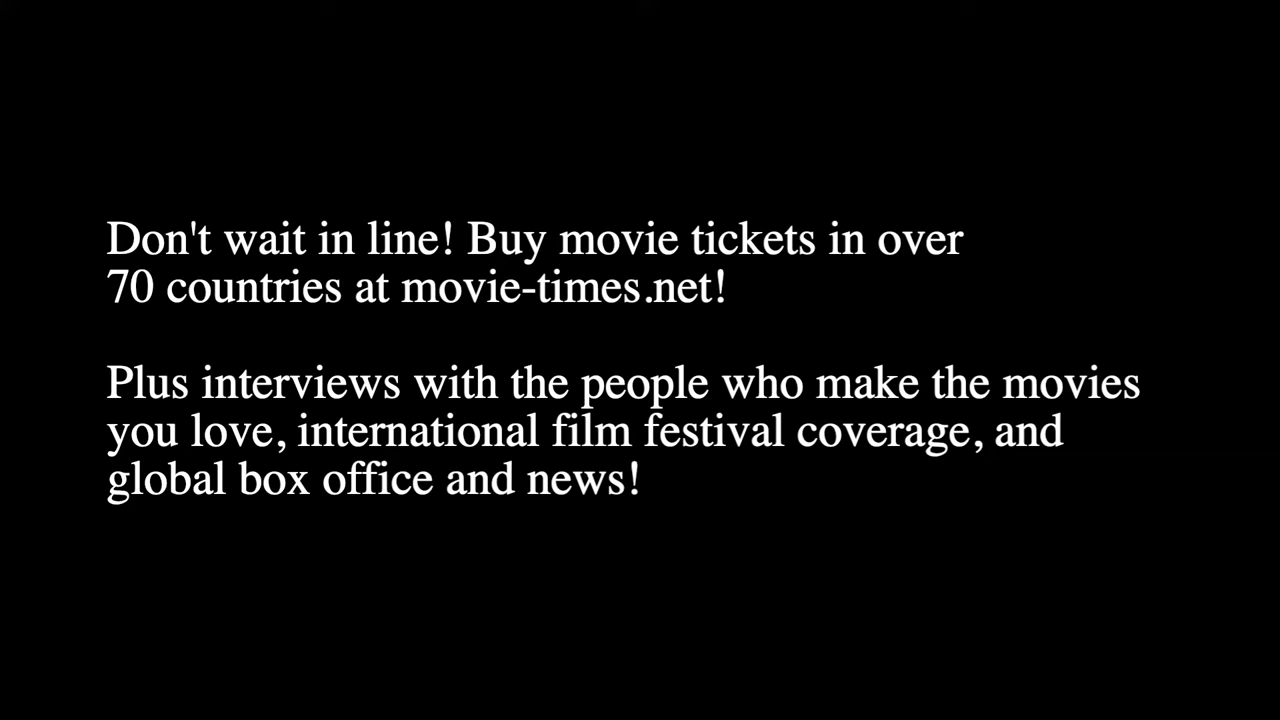 Don't wait in line! Buy movie tickets in over
70 countries at movie-times.net!
Plus interviews with the people who make the movies
you love, international film festival coverage, and
global box office and news!